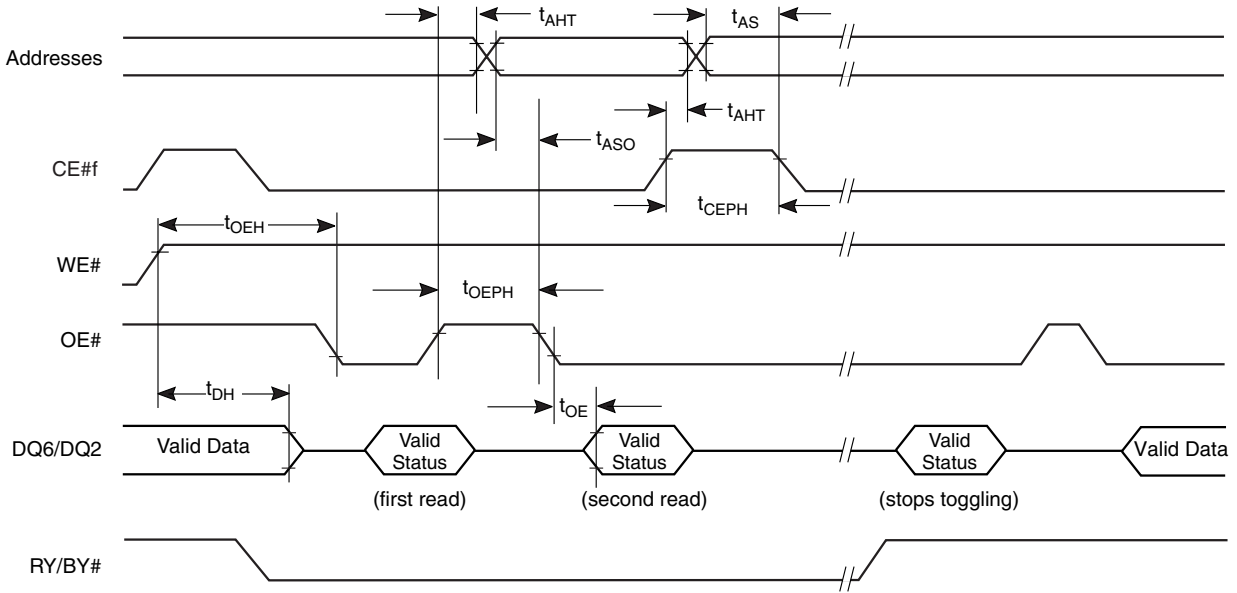 tAHT
tAS
Addresses
tAHT
tASO
CE#f
tCEPH
tOEH
WE#
tOEPH
OE#
tDH
tOE
DQ6/DQ2
Valid Data
Valid
Status
Valid
Status
Valid
Status
Valid Data
(first read)
(second read)
(stops toggling)
RY/BY#